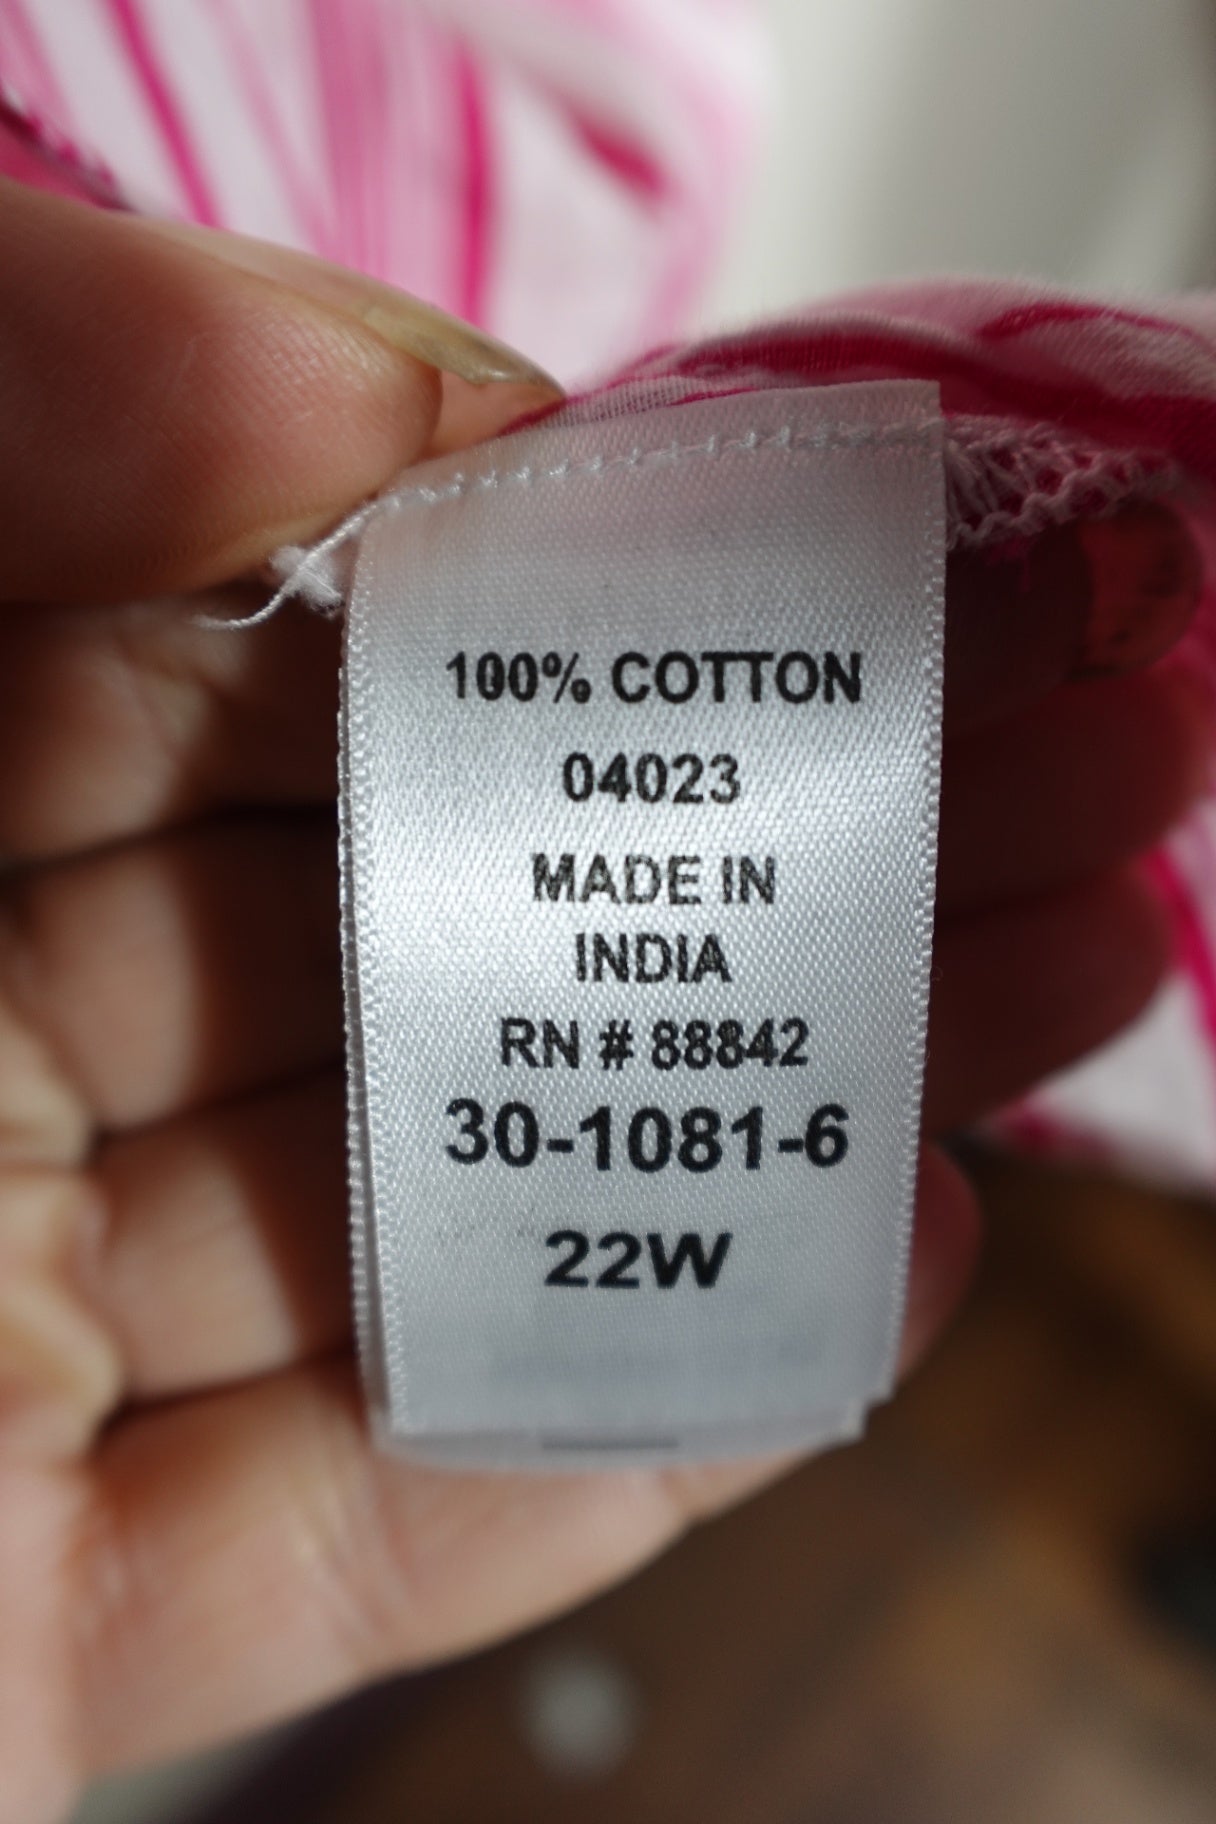 100% COTTON
04023
MADE IN
INDIA
RN # 88842
30-1081-6
22W